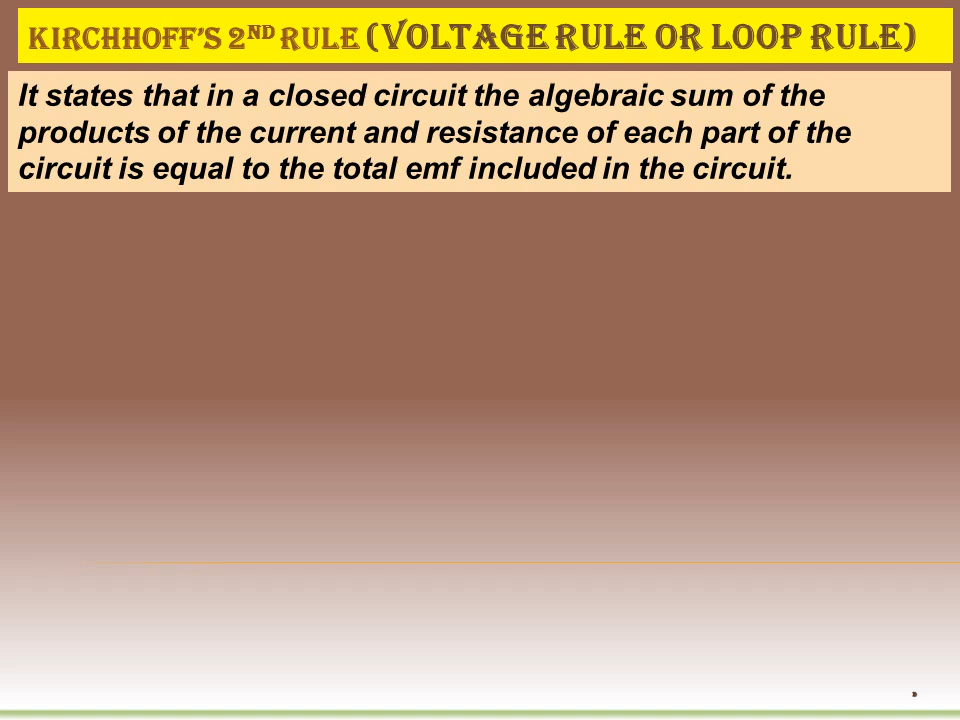 KIRCHHOFF'S 2ND RULE (VOLTAGE RULE OR LOOP RULE)
It states that in a closed circuit the algebraic sum of the
products of the current and resistance of each part of the
circuit is equal to the total emf included in the circuit.